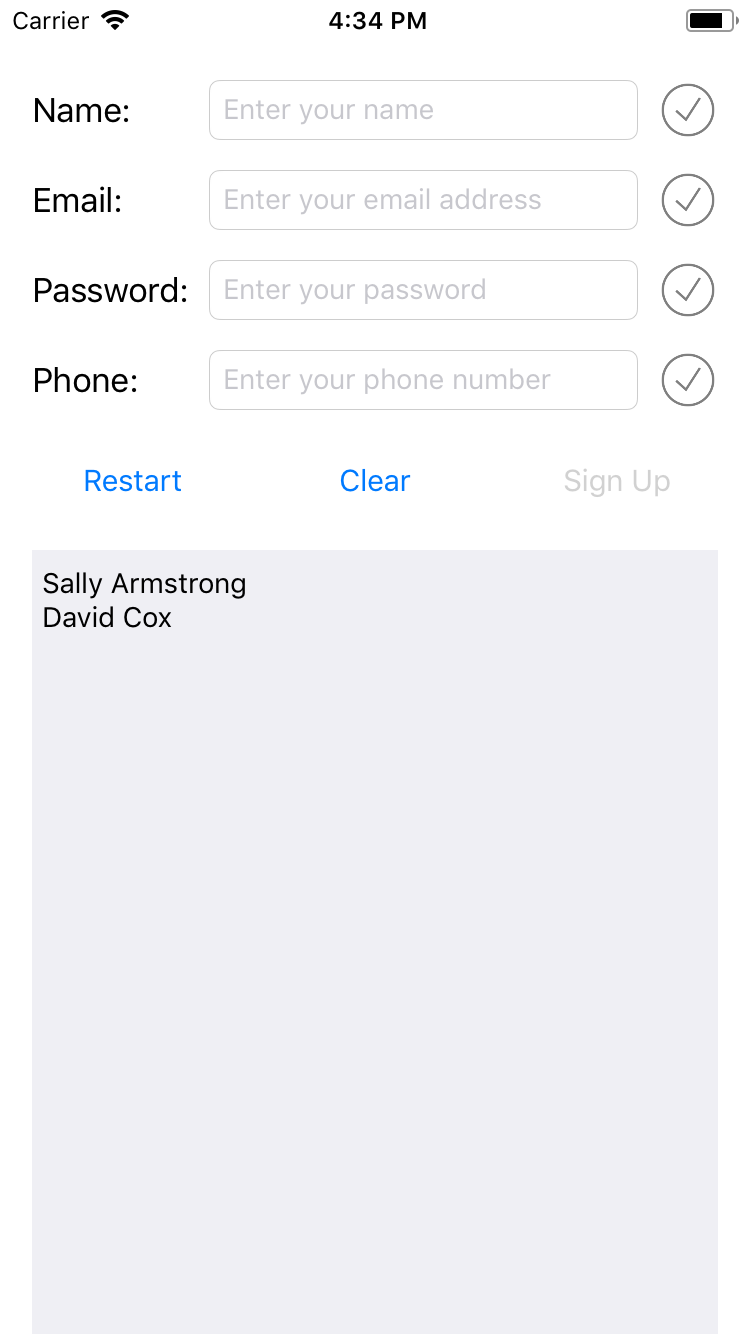 Carrier 4:34 PM
Name: Enter your name
Email: Enter your email address
Password: Enter your password
Phone: Enter your phone number
Restart Clear Sign Up
Sally Armstrong
David Cox